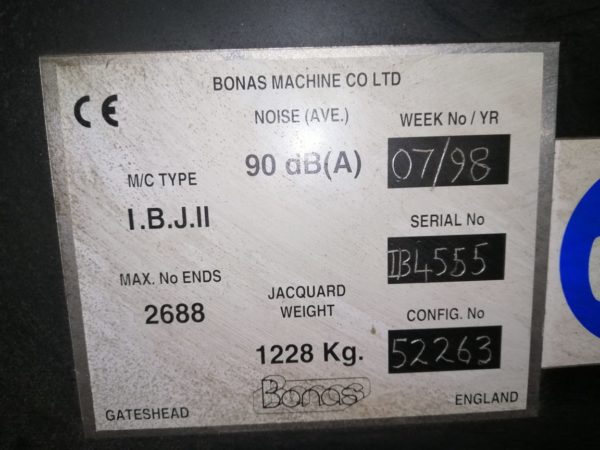 BONAS MACHINE CO LTD
CE
NOISE (AVE.)
90 dB(A)
WEEK No / YR
07/98
M/C TYPE
I.B.J.II
SERIAL No
IB4555
MAX. No ENDS
2688
JACQUARD
WEIGHT
1228 Kg.
CONFIG. No
52263
Bonas
GATESHEAD
ENGLAND